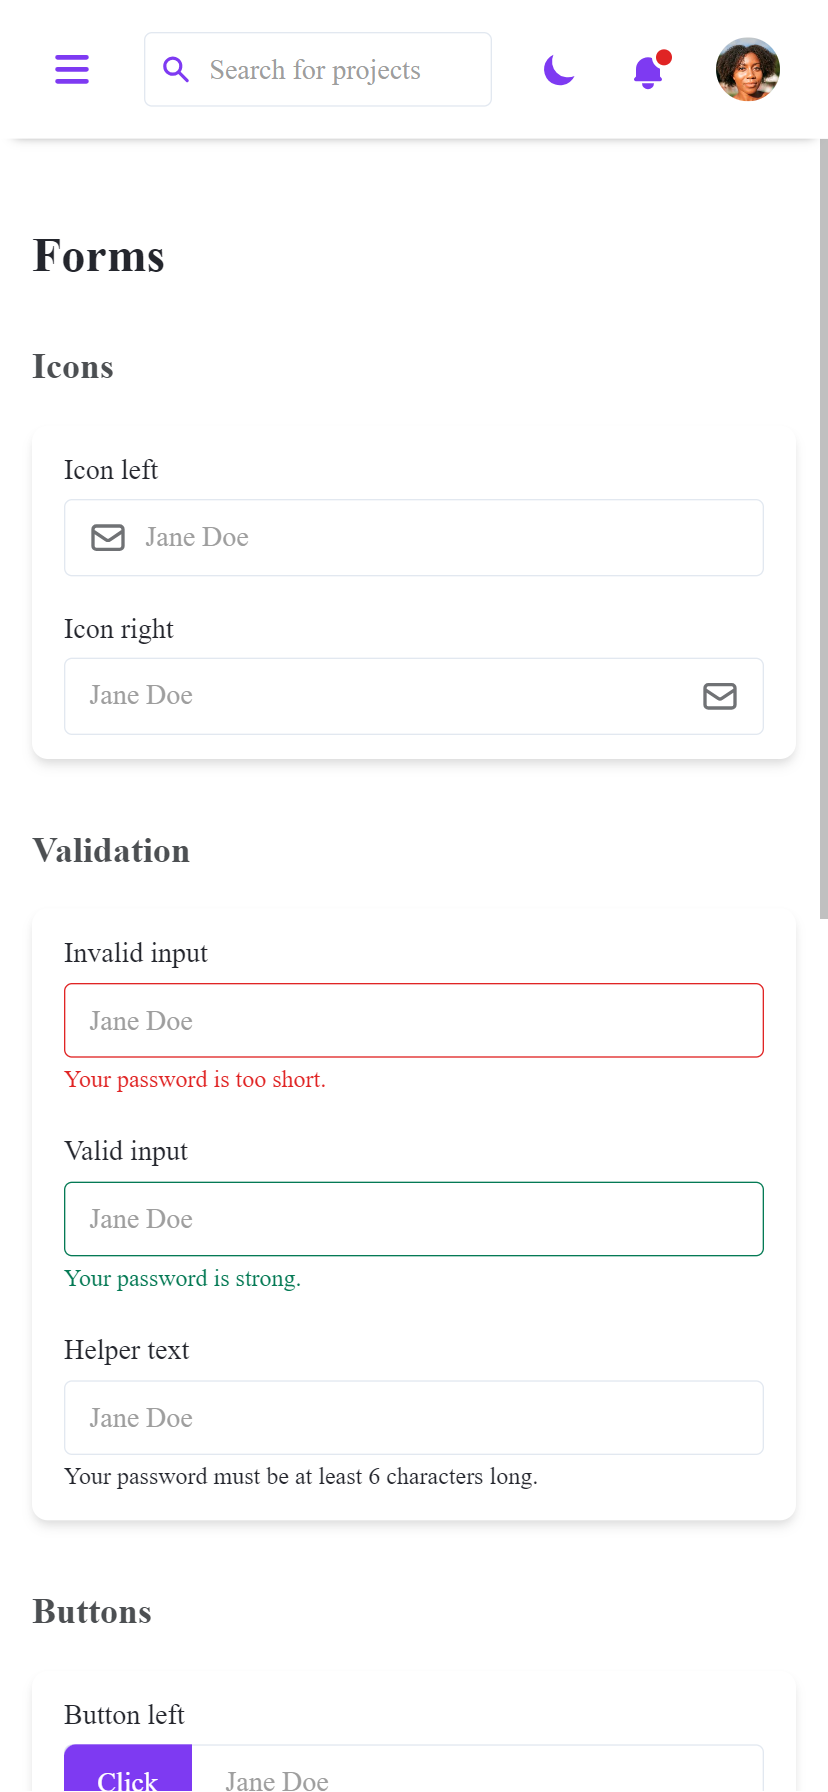 Search for projects
Forms
Icons
Icon left
Jane Doe
Icon right
Jane Doe
Validation
Invalid input
Jane Doe
Your password is too short.
Valid input
Jane Doe
Your password is strong.
Helper text
Jane Doe
Your password must be at least 6 characters long.
Buttons
Button left
Click Jane Doe